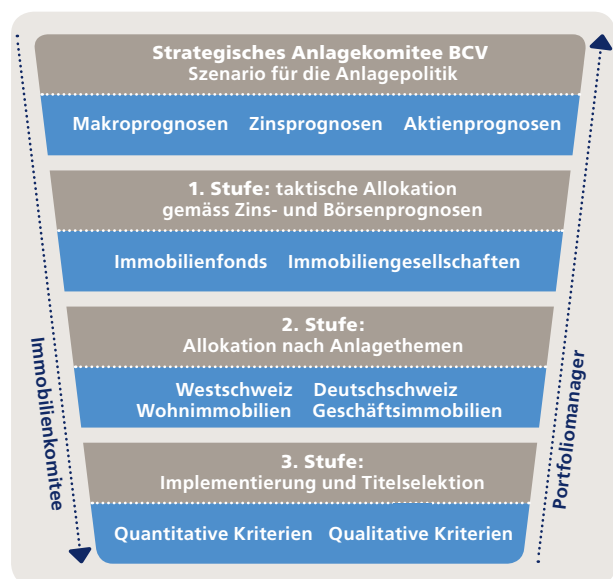 Strategisches Anlagekomitee BCV
Szenario für die Anlagepolitik
Makroprognosen Zinsprognosen Aktienprognosen
1. Stufe: taktische Allokation
gemäss Zins- und Börsenprognosen
Immobilienfonds Immobiliengesellschaften
2. Stufe:
Allokation nach Anlagethemen
Westschweiz Deutschschweiz
Wohnimmobilien Geschäftsimmobilien
3. Stufe:
Implementierung und Titelselektion
Quantitative Kriterien Qualitative Kriterien
Immobilienkomitee
Portfoliomanager